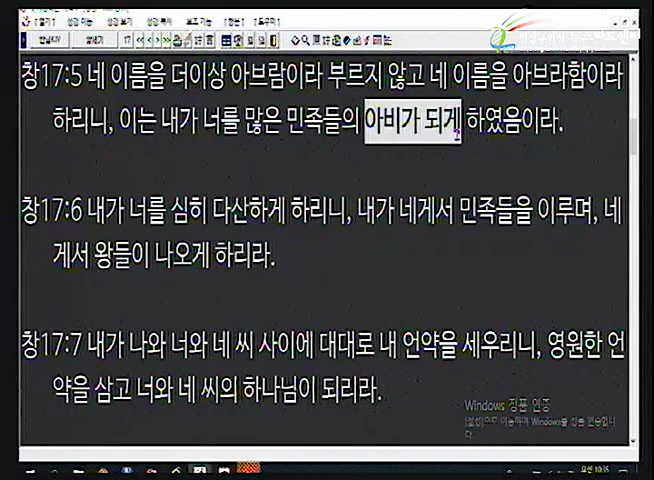 창17:5 네 이름을 더이상 아브람이라 부르지 않고 네 이름을 아브라함이라
하리니, 이는 내가 너를 많은 민족들의 아비가 되게 하였음이라.
창17:6 내가 너를 심히 다산하게 하리니, 내가 네게서 민족들을 이루며, 네
게서 왕들이 나오게 하리라.
창17:7 내가 나와 너와 네 씨 사이에 대대로 내 언약을 세우리니, 영원한 언
약을 삼고 너와 네 씨의 하나님이 되리라.
Windows 정품 인증
오전 10:35